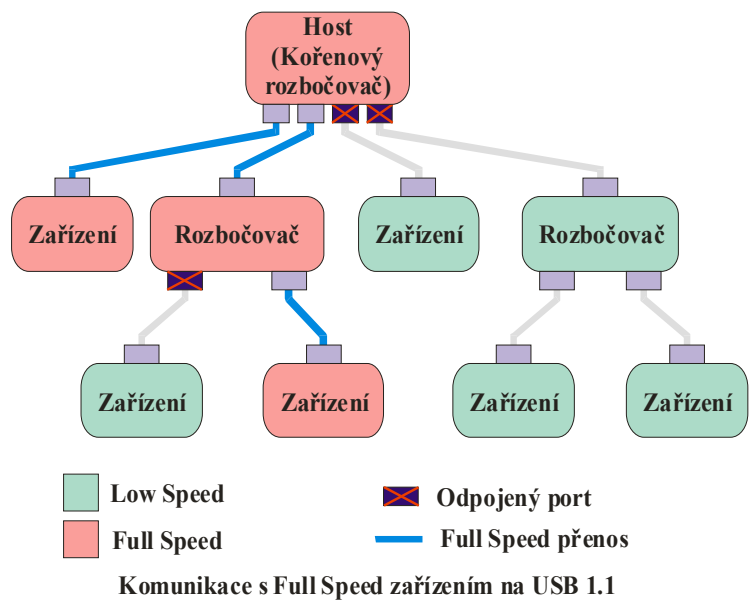 Host
(Kořenový
rozbočovač)
Zařízení
Rozbočovač
Zařízení
Rozbočovač
Zařízení
Zařízení
Zařízení
Zařízení
Low Speed
Odpojený port
Full Speed
Full Speed přenos
Komunikace s Full Speed zařízením na USB 1.1